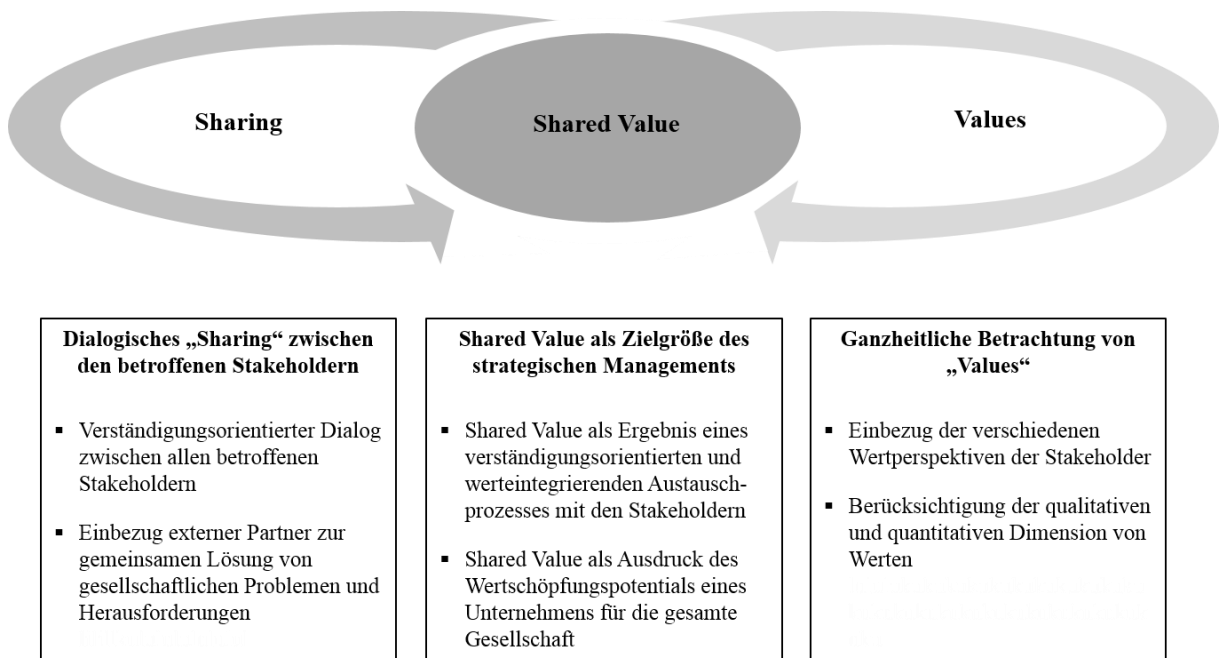 Sharing
Shared Value
Values
Dialogisches „Sharing“ zwischen
den betroffenen Stakeholdern
▪ Verständigungsorientierter Dialog
zwischen allen betroffenen
Stakeholdern
▪ Einbezug externer Partner zur
gemeinsamen Lösung von
gesellschaftlichen Problemen und
Herausforderungen
Shared Value als Zielgröße des
strategischen Managements
▪ Shared Value als Ergebnis eines
verständigungsorientierten und
werteintegrierenden Austausch-
prozesses mit den Stakeholdern
▪ Shared Value als Ausdruck des
Wertschöpfungspotentials eines
Unternehmens für die gesamte
Gesellschaft
Ganzheitliche Betrachtung von
„Values“
▪ Einbezug der verschiedenen
Wertperspektiven der Stakeholder
▪ Berücksichtigung der qualitativen
und quantitativen Dimension von
Werten